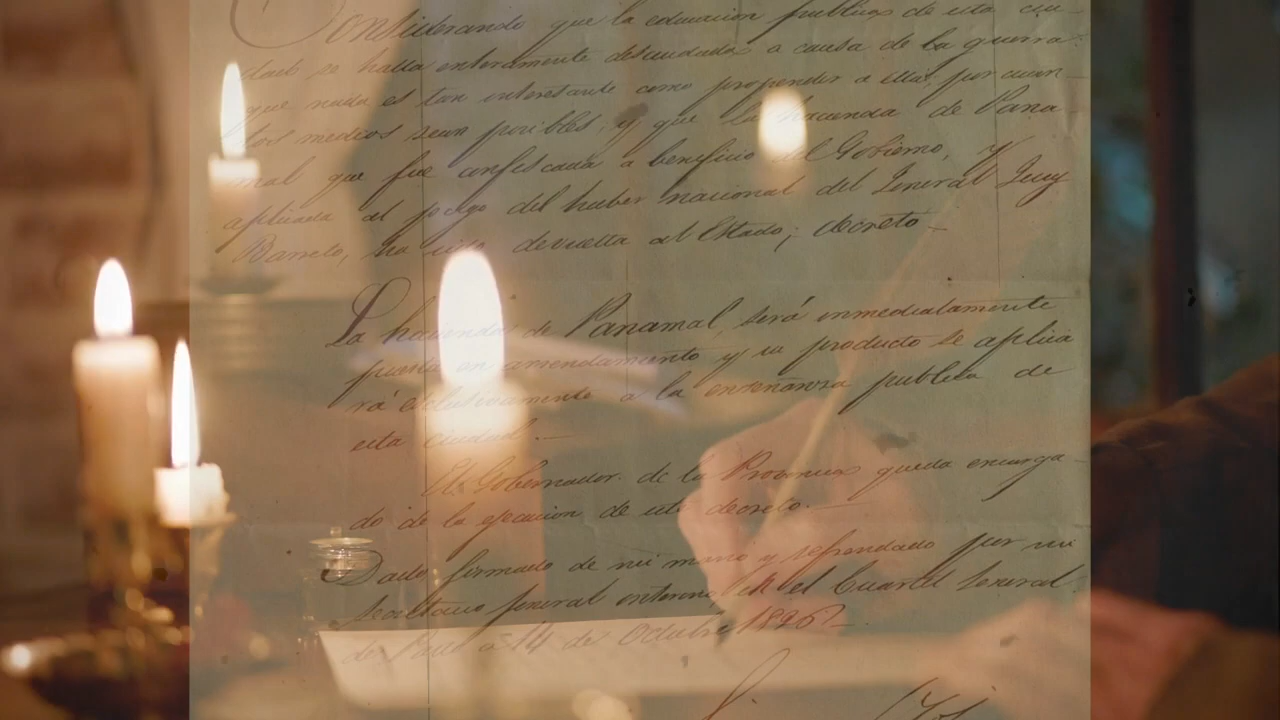 Considerando que la educacion publica de esta ciu-
dad se halla enteramente descuidada a causa de la guerra:
que nada es tan interesante como propender a ella, por cuan-
tos medios sean posibles, y que la hacienda de Pana-
mal que fue confiscada a beneficio del Gobierno, y
aplicada al pago del haber nacional del General Justo
Barreto, ha sido devuelta al Estado; decreto
La hacienda de Panamal, será inmediatamente
puesta en arrendamiento y su producto se aplica
rá esclusivamente a la enseñanza publica de
esta ciudad.
El Gobernador de la Provincia queda encarga-
do de la ejecucion de este decreto.
Dado firmado de mi mano y refrendado por mi
secretario general interino, en el Cuartel General
de a 14 de Octubre